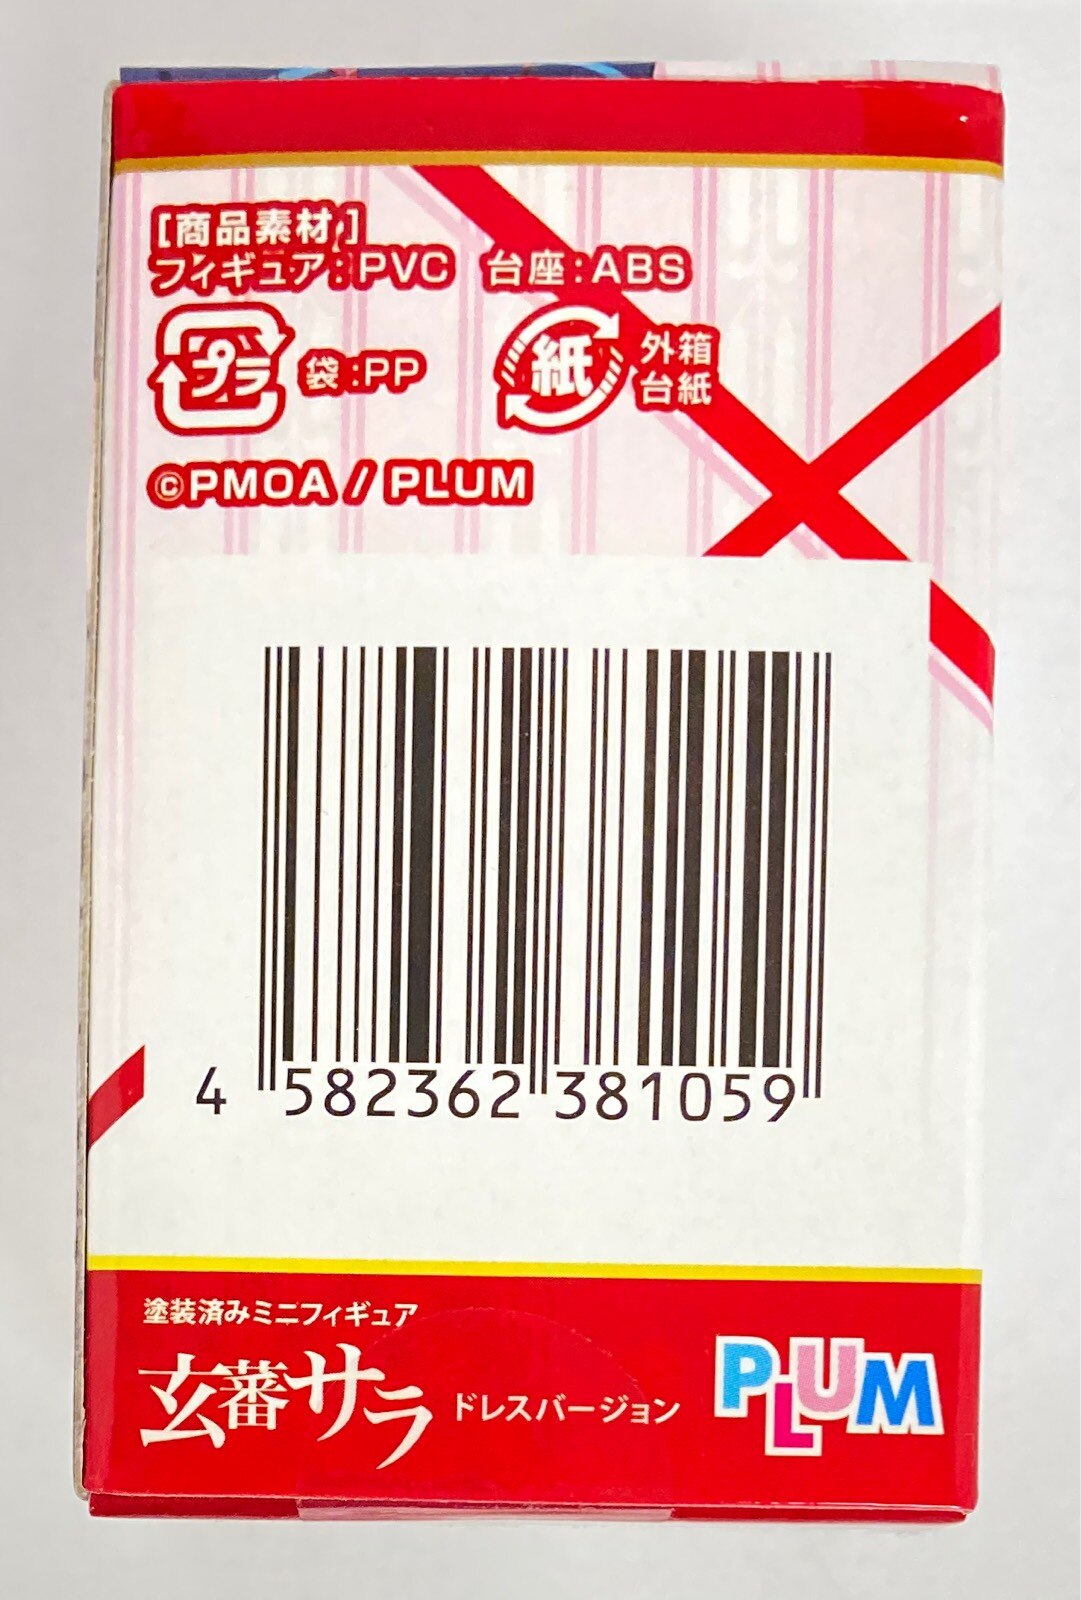 [商品素材]
フィギュア:PVC 台座:ABS
プラ 袋:PP 紙 外箱
台紙
©PMOA / PLUM
4 582362 381059
塗装済みミニフィギュア
玄蕃サラ ドレスバージョン
PLUM